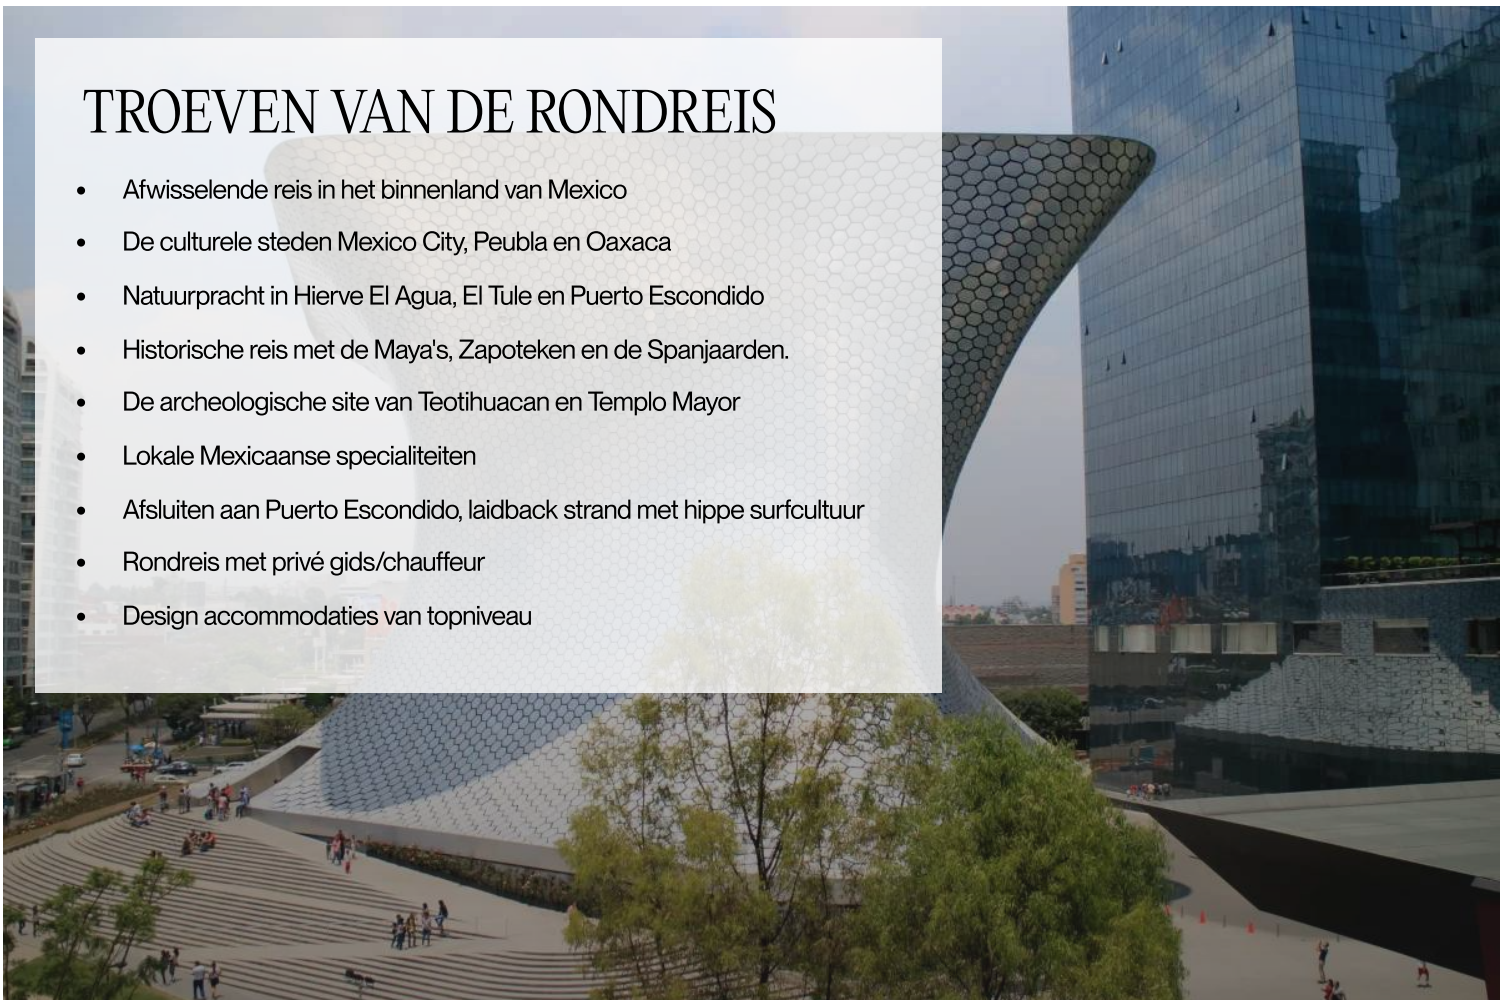 TROEVEN VAN DE RONDREIS
• Afwisselende reis in het binnenland van Mexico
• De culturele steden Mexico City, Peubla en Oaxaca
• Natuurpracht in Hierve El Agua, El Tule en Puerto Escondido
• Historische reis met de Maya's, Zapoteken en de Spanjaarden.
• De archeologische site van Teotihuacan en Templo Mayor
• Lokale Mexicaanse specialiteiten
• Afsluiten aan Puerto Escondido, laidback strand met hippe surfcultuur
• Rondreis met privé gids/chauffeur
• Design accommodaties van topniveau